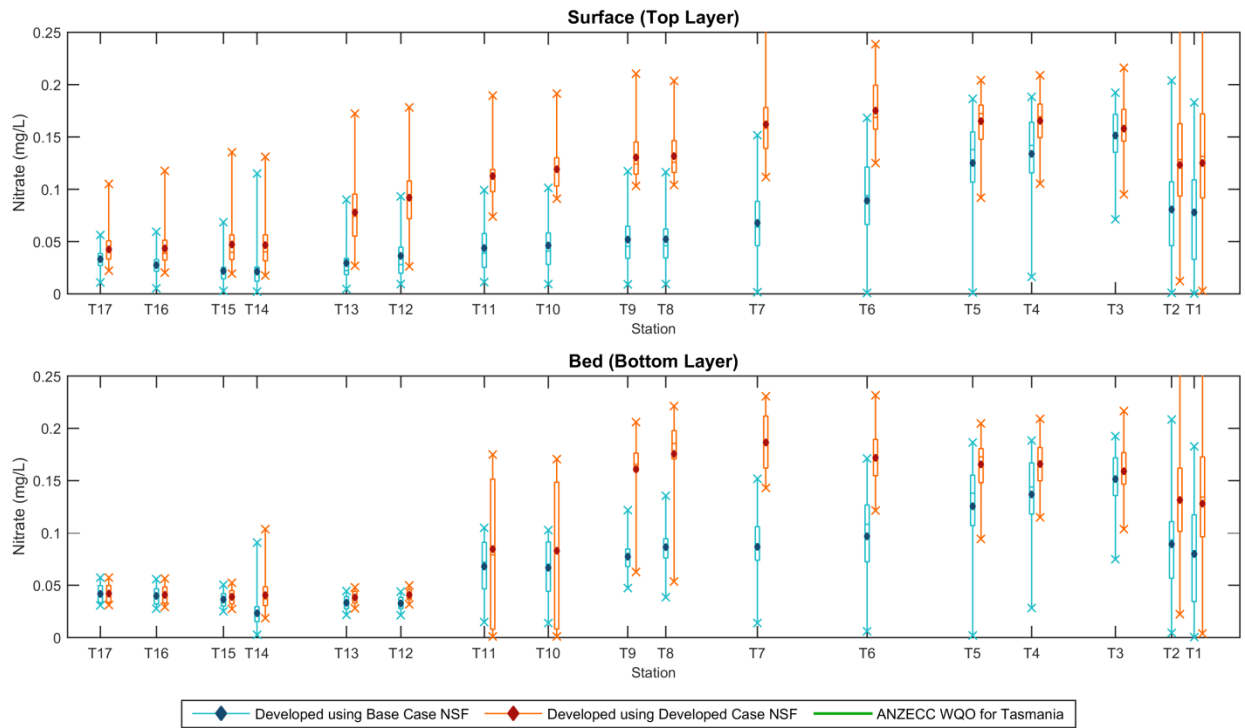 Surface (Top Layer)
0.25
0.2
0.15
0.1
0.05
0
Nitrate (mg/L)
T17 T16 T15 T14 T13 T12 T11 T10 T9 T8 T7 T6 T5 T4 T3 T2 T1
Station
Bed (Bottom Layer)
0.25
0.2
0.15
0.1
0.05
0
Nitrate (mg/L)
T17 T16 T15 T14 T13 T12 T11 T10 T9 T8 T7 T6 T5 T4 T3 T2 T1
Station
Developed using Base Case NSF Developed using Developed Case NSF ANZECC WQO for Tasmania